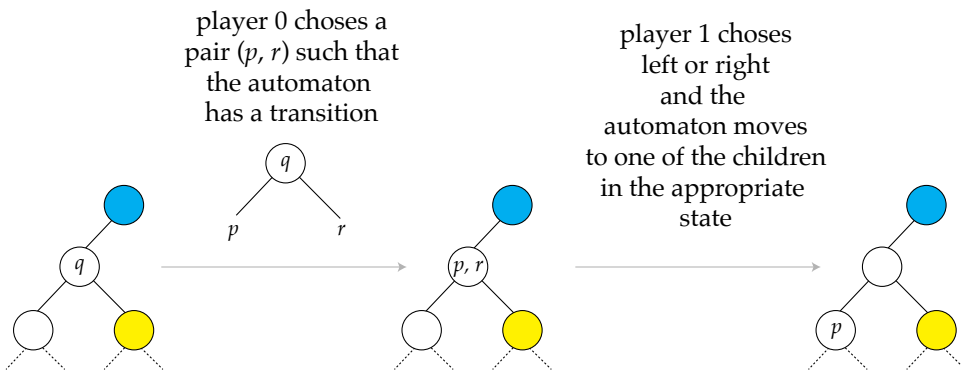 player 0 choses a
pair (p, r) such that
the automaton
has a transition
q
p
r
player 1 choses
left or right
and the
automaton moves
to one of the children
in the appropriate
state
q
p, r
p